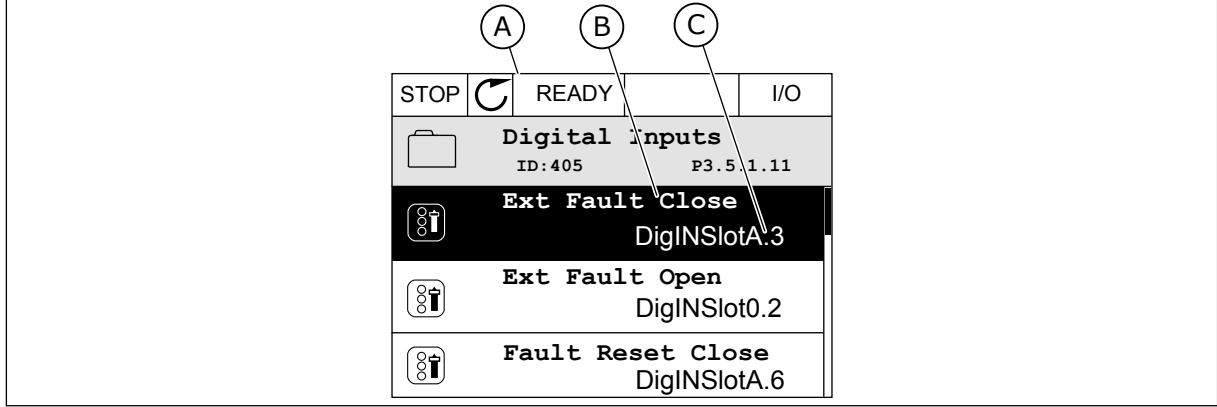 A B C
STOP READY I/O
Digital Inputs
ID:405 P3.5.1.11
Ext Fault Close
DigINSlotA.3
Ext Fault Open
DigINSlot0.2
Fault Reset Close
DigINSlotA.6